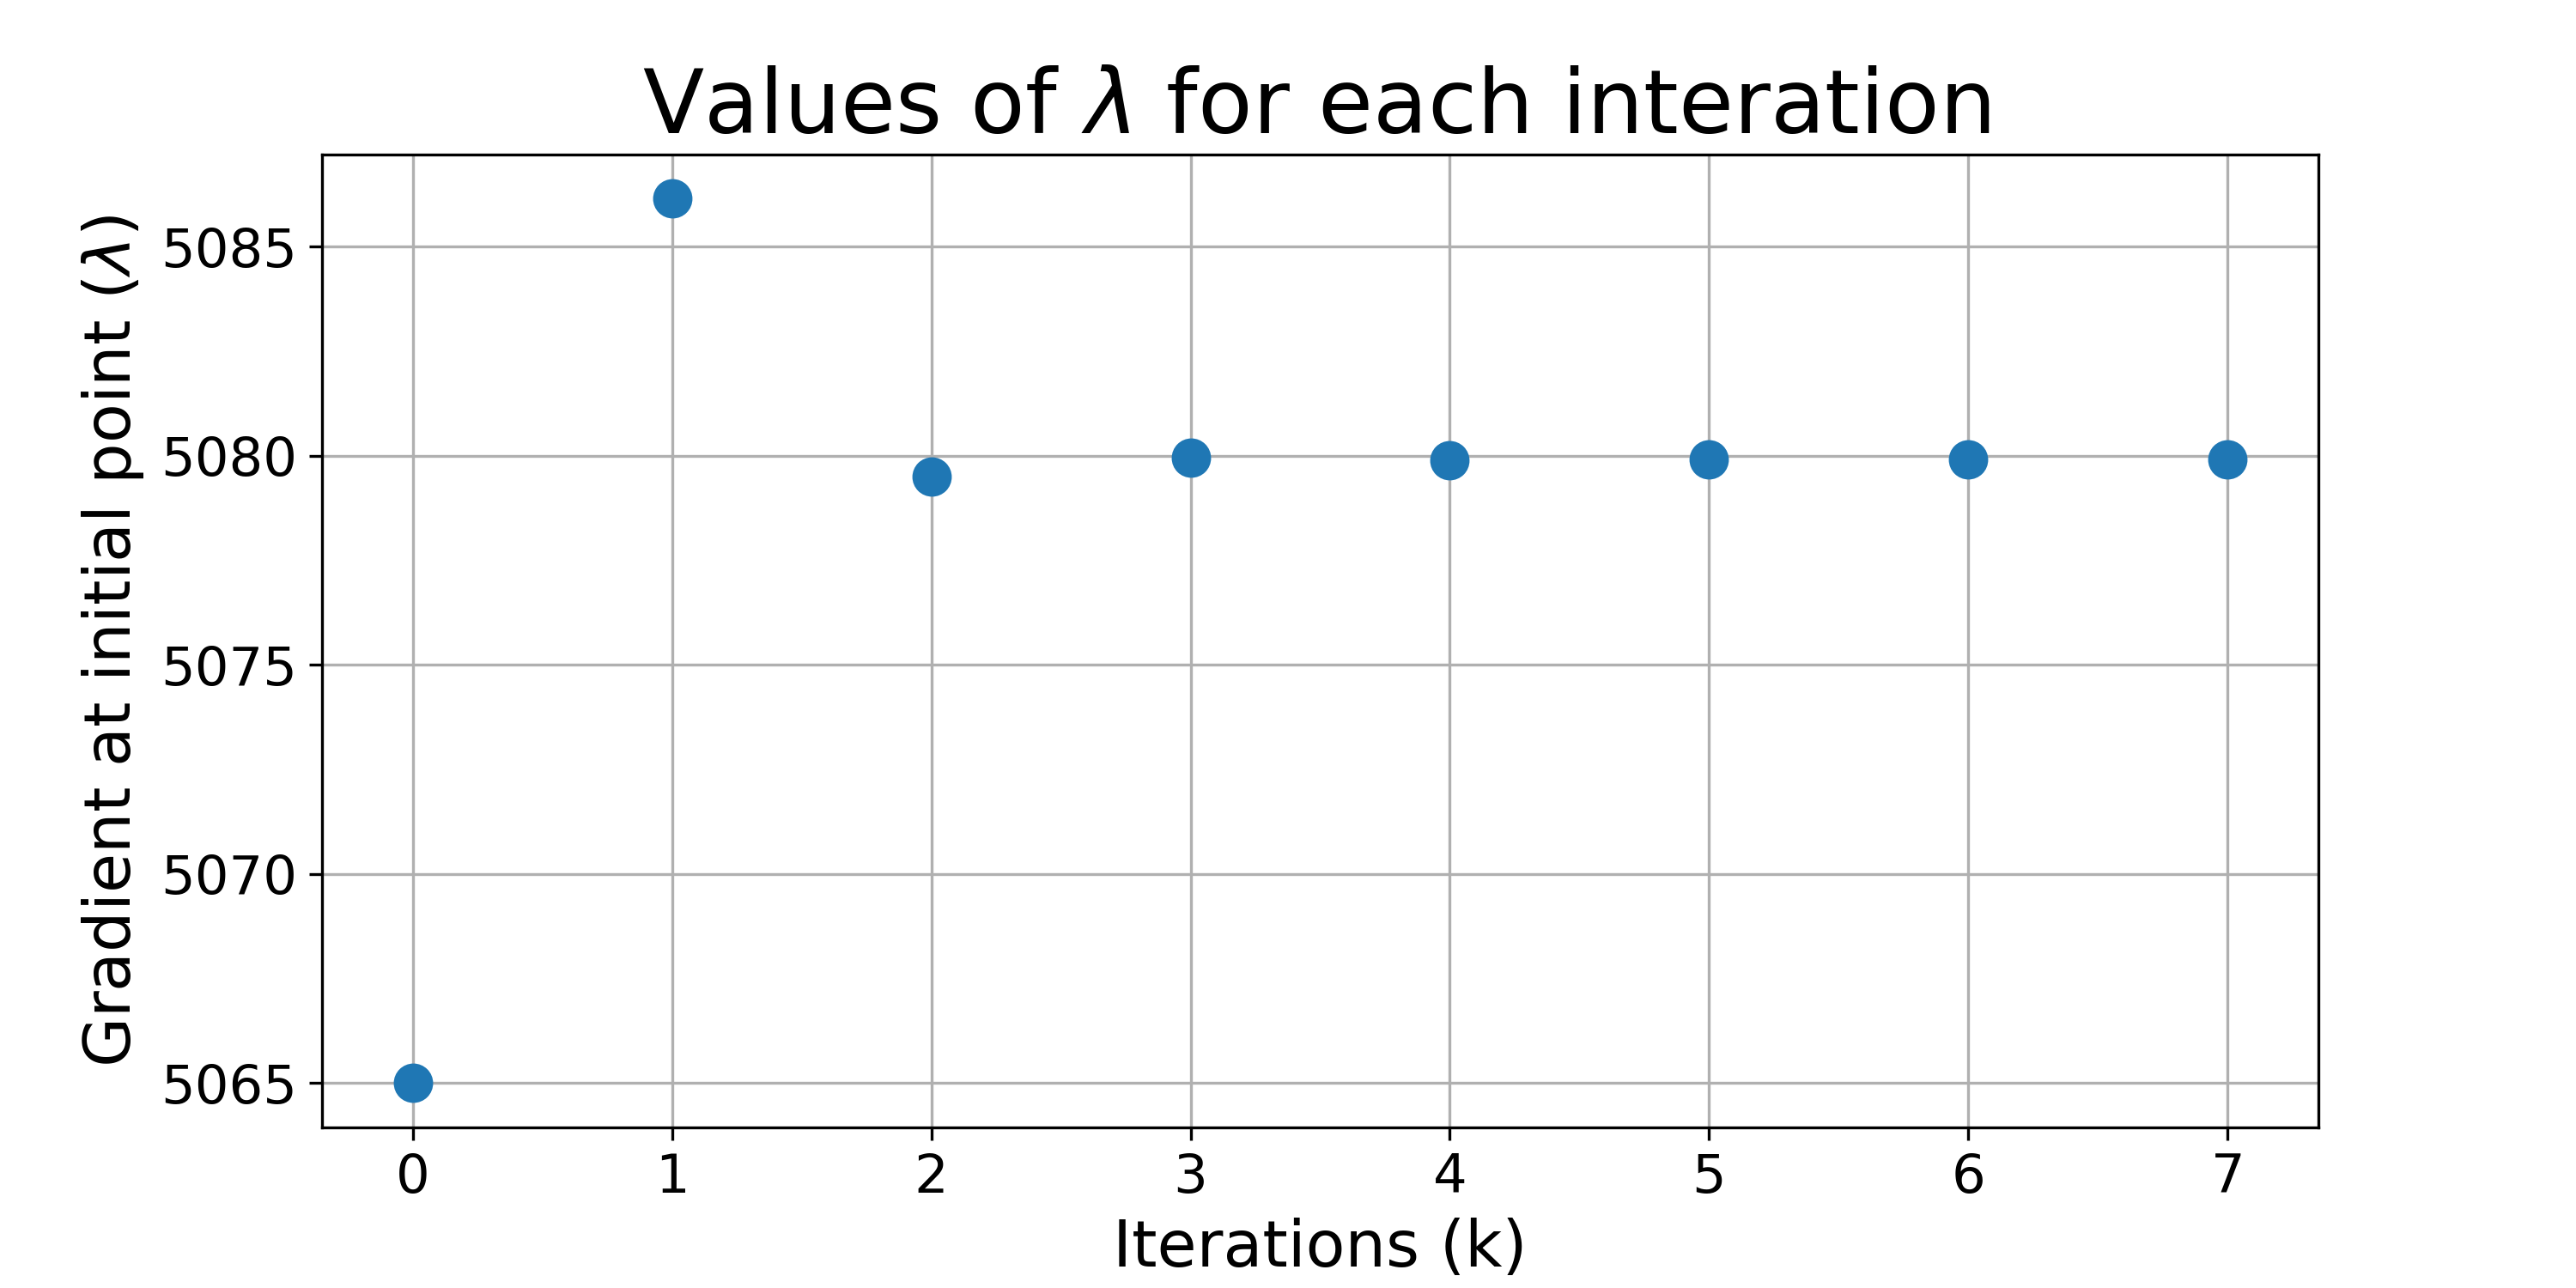 Values of λ for each interation
Gradient at initial point (λ)
5085
5080
5075
5070
5065
0 1 2 3 4 5 6 7
Iterations (k)